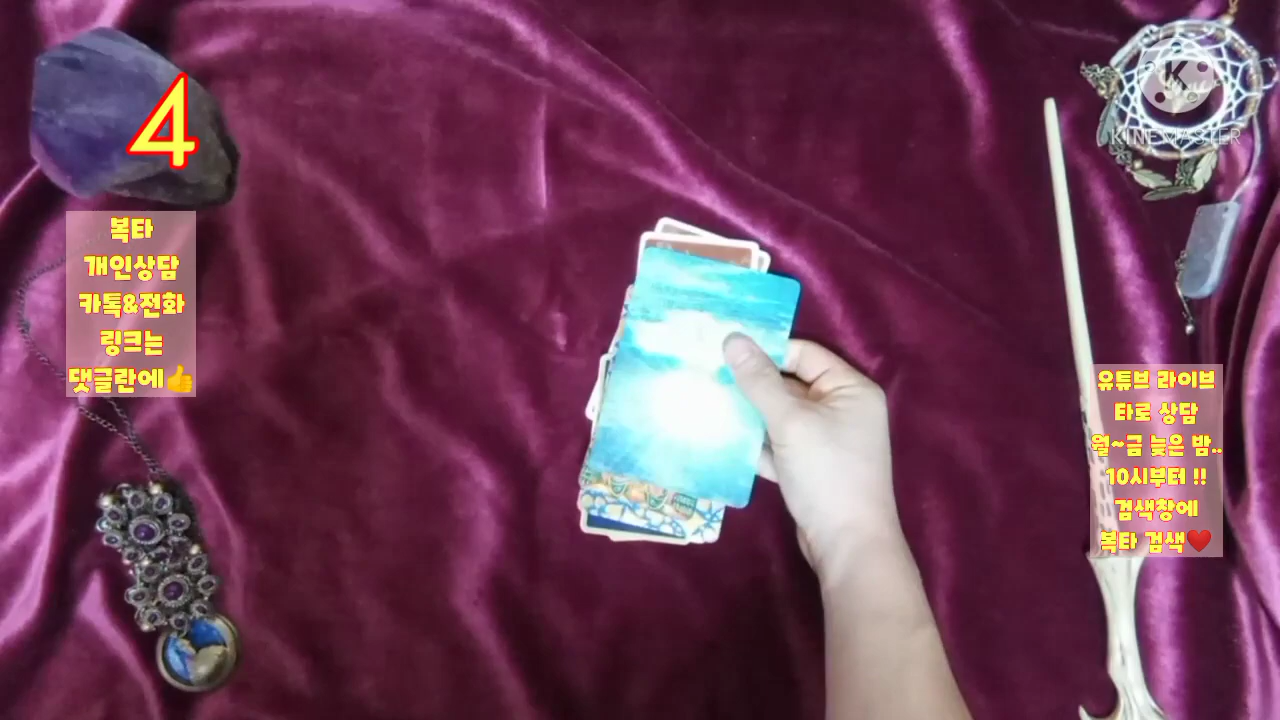 4
복타
개인상담
카톡&전화
링크는
댓글란에👍
KINEMASTER
유튜브 라이브
타로 상담
월~금 늦은 밤..
10시부터 !!
검색창에
복타 검색❤️